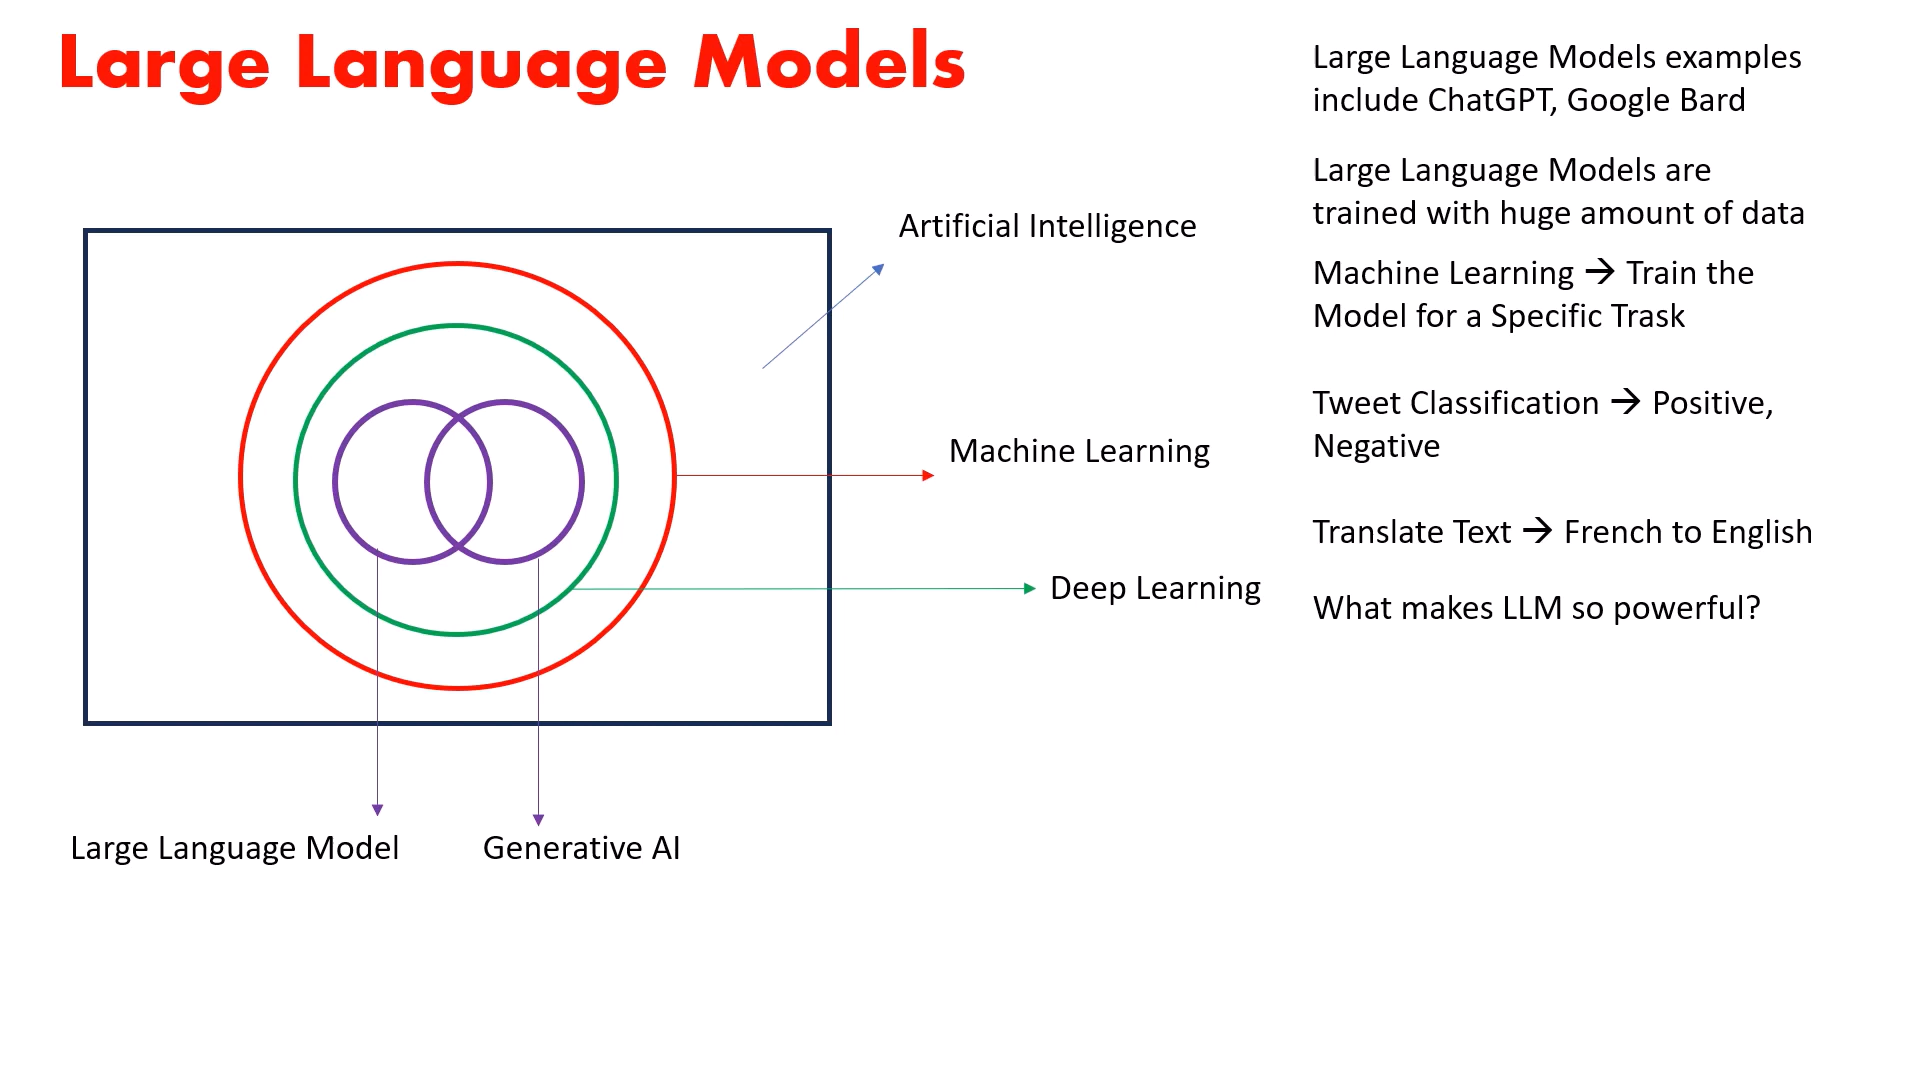 Large Language Models
Artificial Intelligence
Machine Learning
Deep Learning
Large Language Model
Generative AI
Large Language Models examples
include ChatGPT, Google Bard
Large Language Models are
trained with huge amount of data
Machine Learning → Train the
Model for a Specific Trask
Tweet Classification → Positive,
Negative
Translate Text → French to English
What makes LLM so powerful?